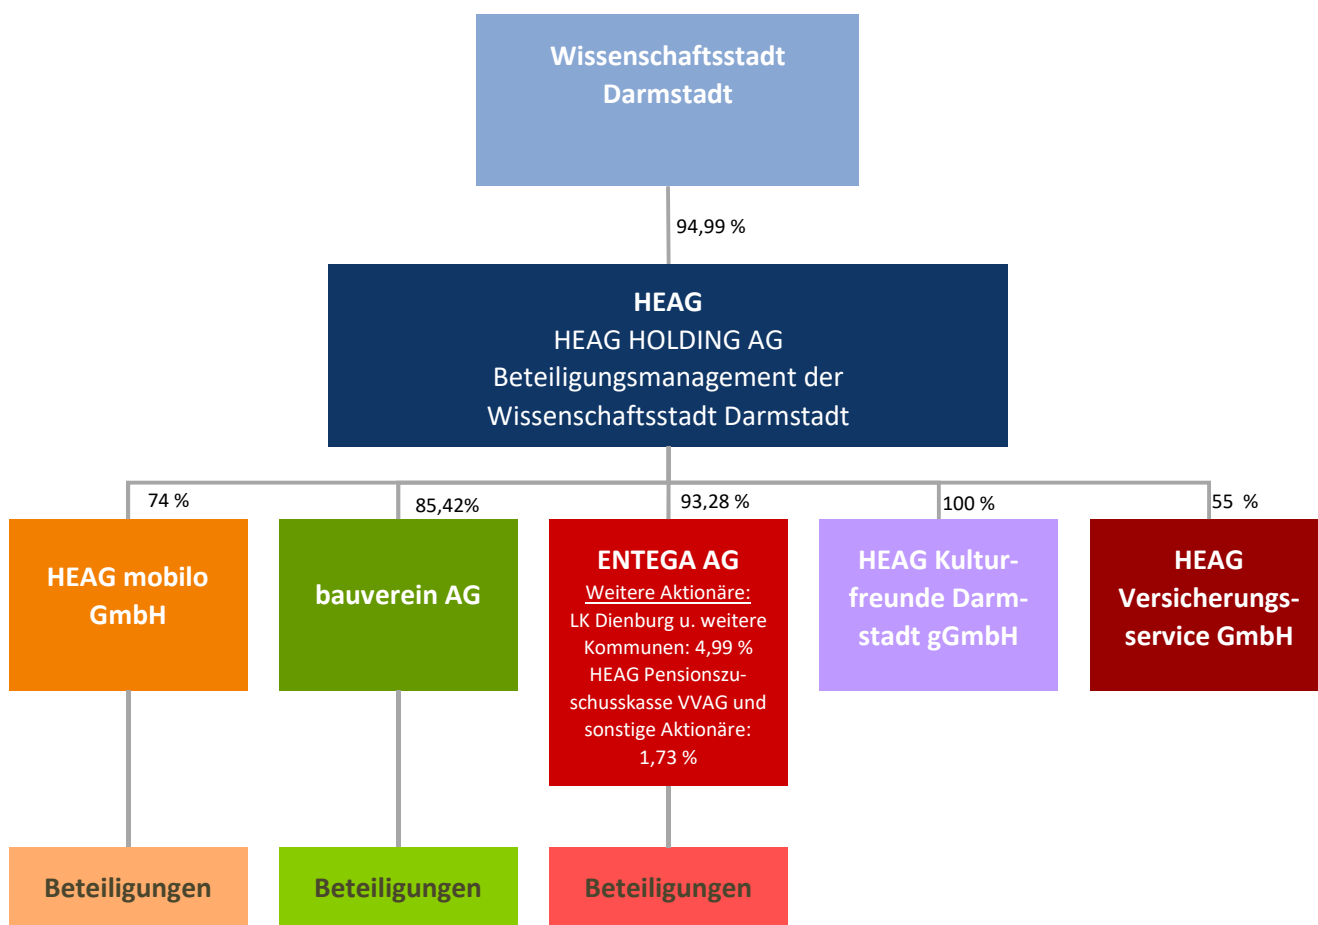 Wissenschaftsstadt
Darmstadt
94,99 %
HEAG
HEAG HOLDING AG
Beteiligungsmanagement der
Wissenschaftsstadt Darmstadt
74 %
85,42%
93,28 %
100 %
55  %
HEAG mobilo
GmbH
bauverein AG
ENTEGA AG
Weitere Aktionäre:
LK Dienburg u. weitere
Kommunen: 4,99 %
HEAG Pensionszu-
schusskasse VVAG und
sonstige Aktionäre:
1,73 %
HEAG Kultur-
freunde Darm-
stadt gGmbH
HEAG
Versicherungs-
service GmbH
Beteiligungen
Beteiligungen
Beteiligungen